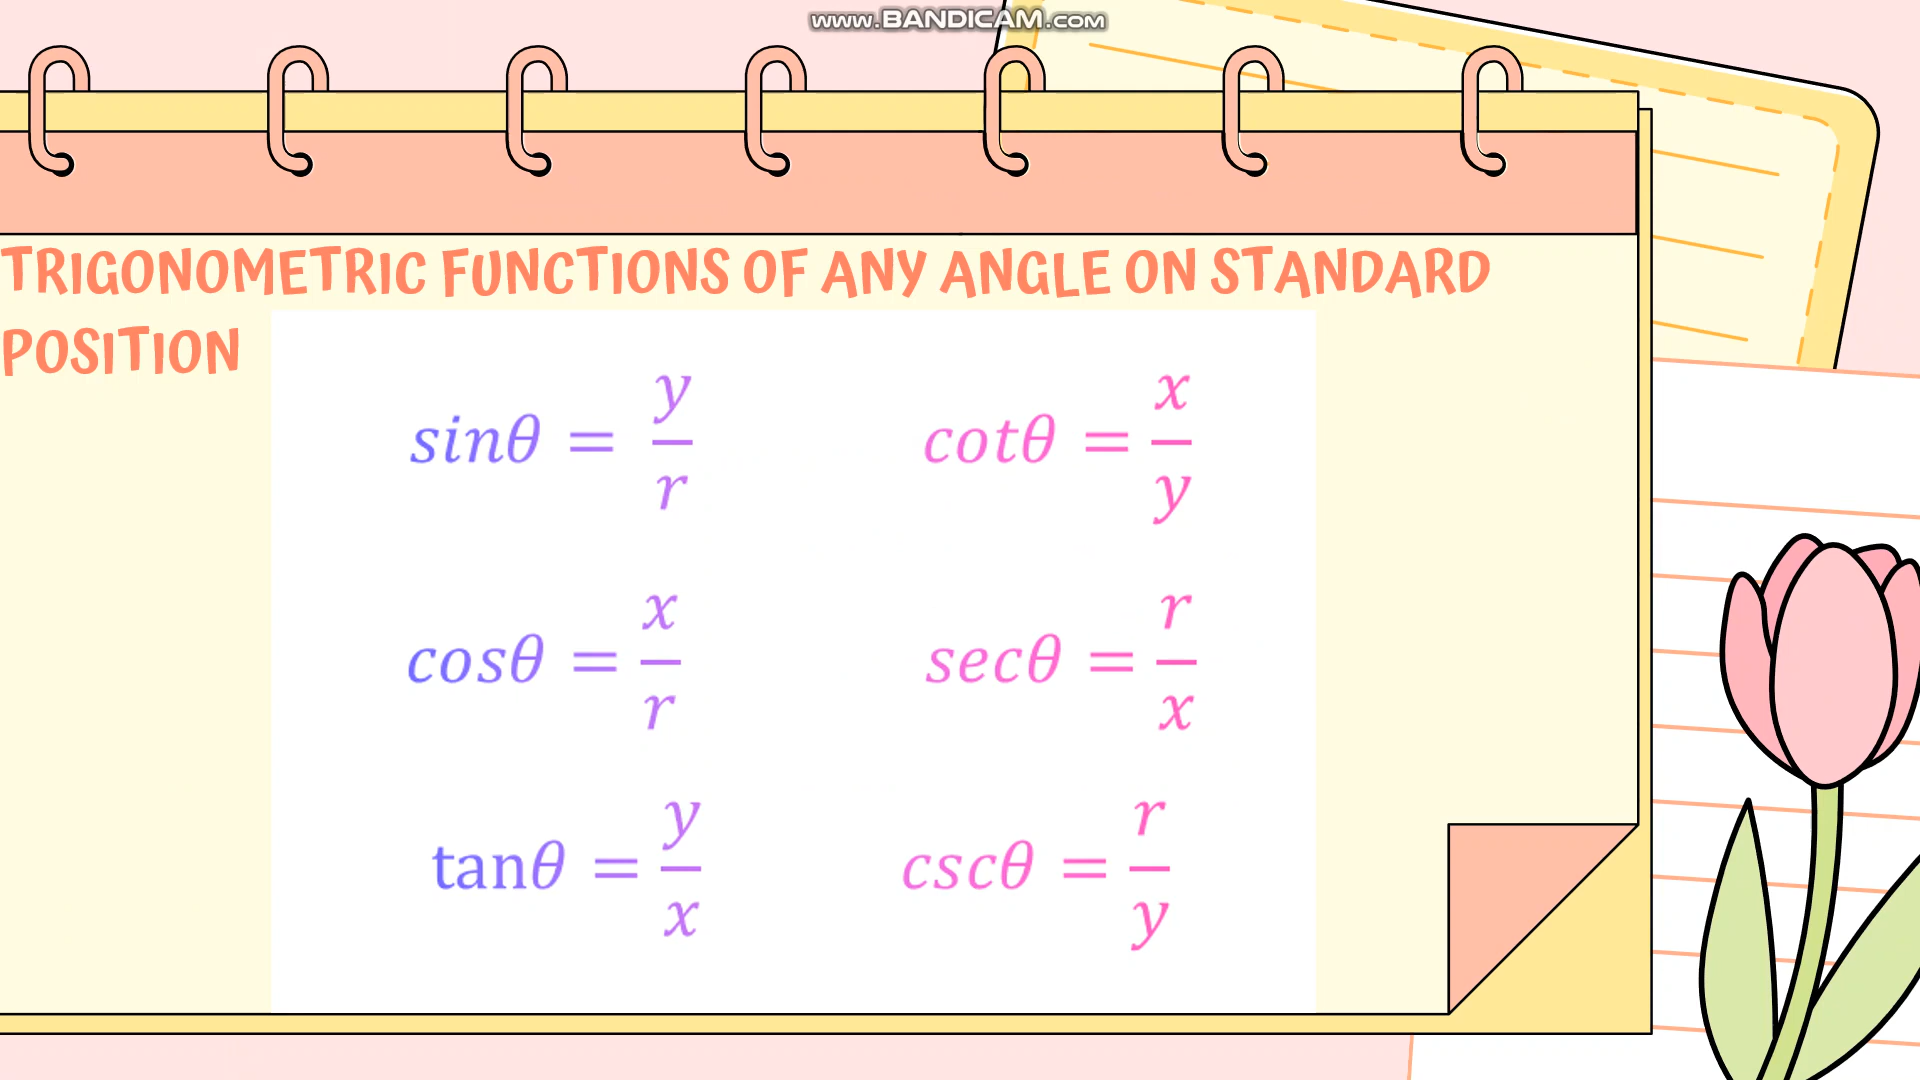 www.BANDICAM.com
TRIGONOMETRIC FUNCTIONS OF ANY ANGLE ON STANDARD
POSITION
sinθ = y/r
cotθ = x/y
cosθ = x/r
secθ = r/x
tanθ = y/x
cscθ = r/y